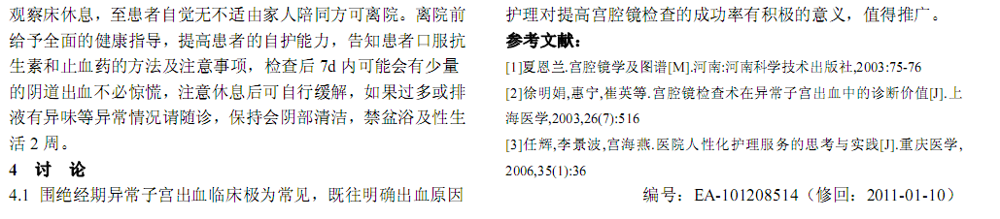 观察床休息，至患者自觉无不适由家人陪同方可离院。离院前
给予全面的健康指导，提高患者的自护能力，告知患者口服抗
生素和止血药的方法及注意事项，检查后 7d 内可能会有少量
的阴道出血不必惊慌，注意休息后可自行缓解，如果过多或排
液有异味等异常情况请随诊，保持会阴部清洁，禁盆浴及性生
活 2 周。
4 讨 论
4.1 围绝经期异常子宫出血临床极为常见，既往明确出血原因
护理对提高宫腔镜检查的成功率有积极的意义，值得推广。
参考文献：
[1]夏恩兰.宫腔镜学及图谱[M].河南:河南科学技术出版社,2003:75-76
[2]徐明娟,惠宁,崔英等.宫腔镜检查术在异常子宫出血中的诊断价值[J].上
海医学,2003,26(7):516
[3]任辉,李景波,宫海燕.医院人性化护理服务的思考与实践[J].重庆医学,
2006,35(1):36
编号：EA-101208514（修回：2011-01-10）